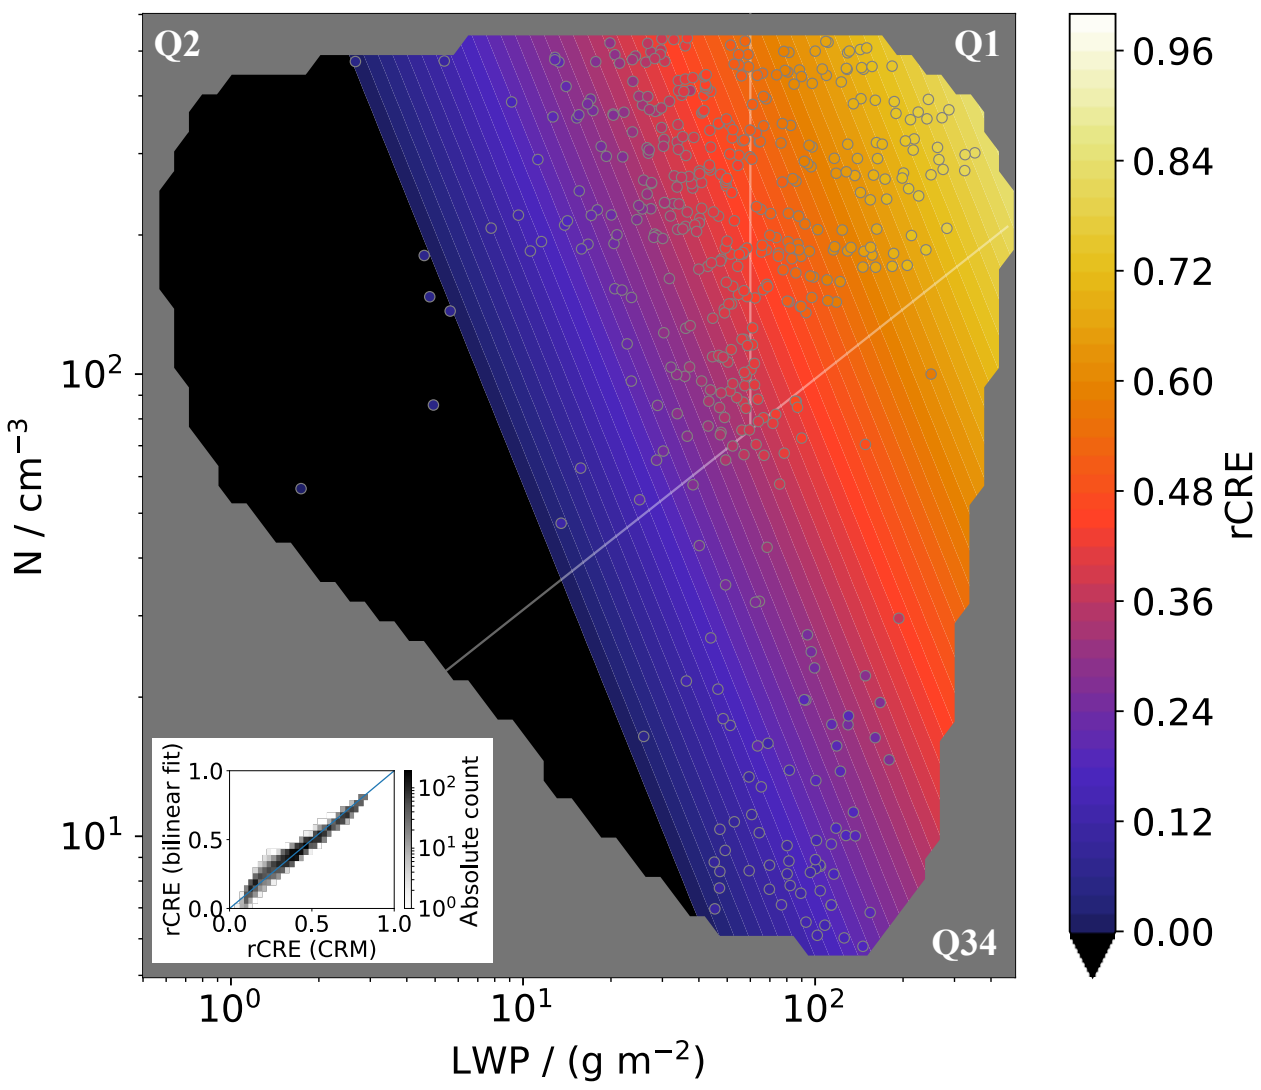 Q2
Q1
Q34
10²
10¹
N / cm⁻³
10⁰
10¹
10²
LWP / (g m⁻²)
0.96
0.84
0.72
0.60
0.48
0.36
0.24
0.12
0.00
rCRE
1.0
0.5
0.0
rCRE (bilinear fit)
0.0
0.5
1.0
rCRE (CRM)
10²
10¹
10⁰
Absolute count